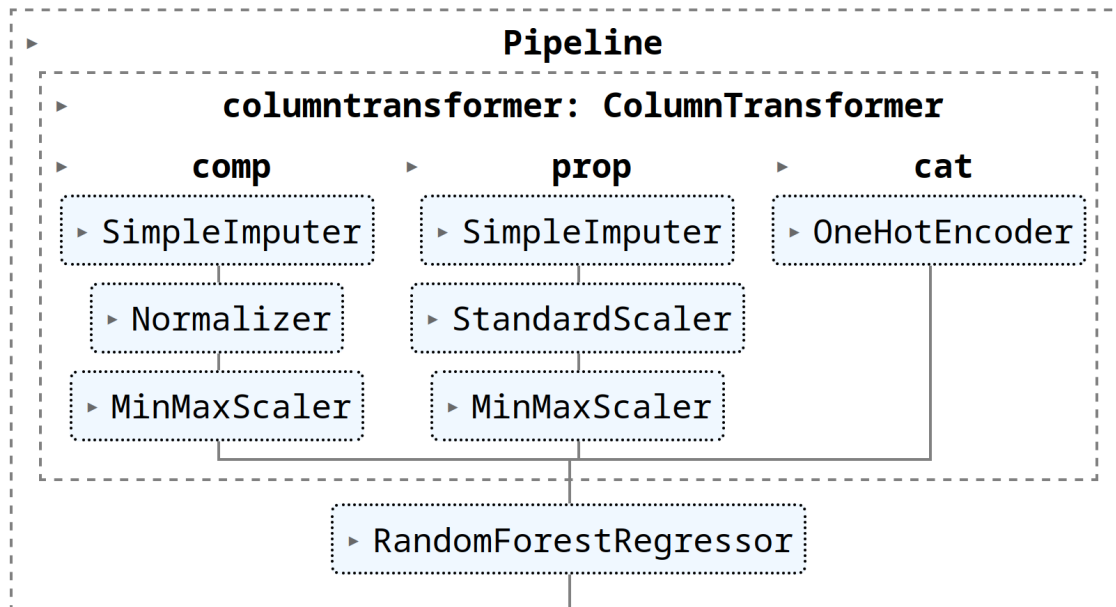 Pipeline
columntransformer: ColumnTransformer
comp prop cat
SimpleImputer SimpleImputer OneHotEncoder
Normalizer StandardScaler
MinMaxScaler MinMaxScaler
RandomForestRegressor